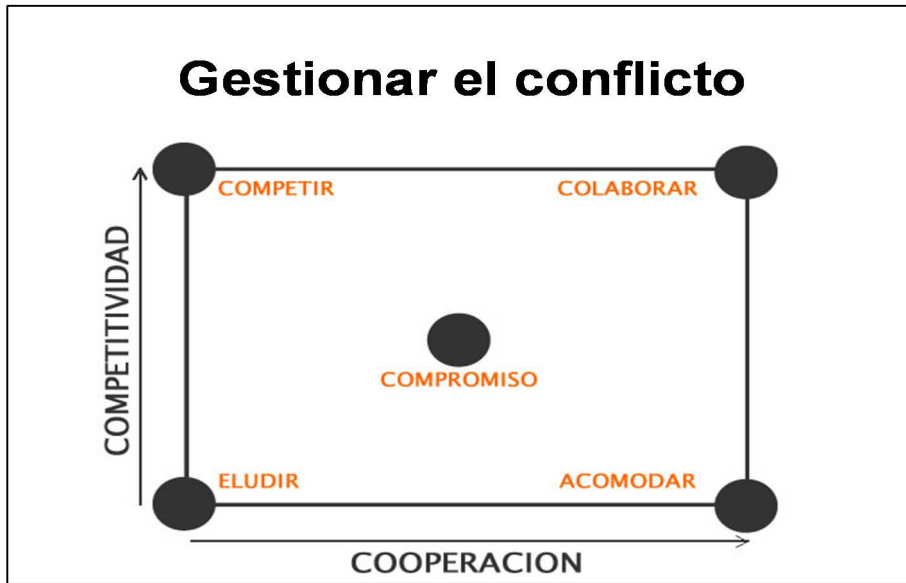 Gestionar el conflicto
COMPETIR
COLABORAR
COMPETITIVIDAD
COMPROMISO
ELUDIR
ACOMODAR
COOPERACION